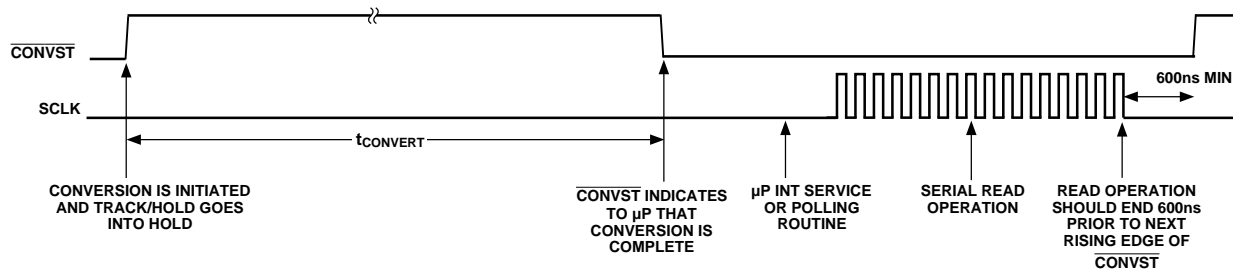 CONVST
600ns MIN
SCLK
tCONVERT
CONVERSION IS INITIATED
AND TRACK/HOLD GOES
INTO HOLD
CONVST INDICATES
TO µP THAT
CONVERSION IS
COMPLETE
µP INT SERVICE
OR POLLING
ROUTINE
SERIAL READ
OPERATION
READ OPERATION
SHOULD END 600ns
PRIOR TO NEXT
RISING EDGE OF
CONVST